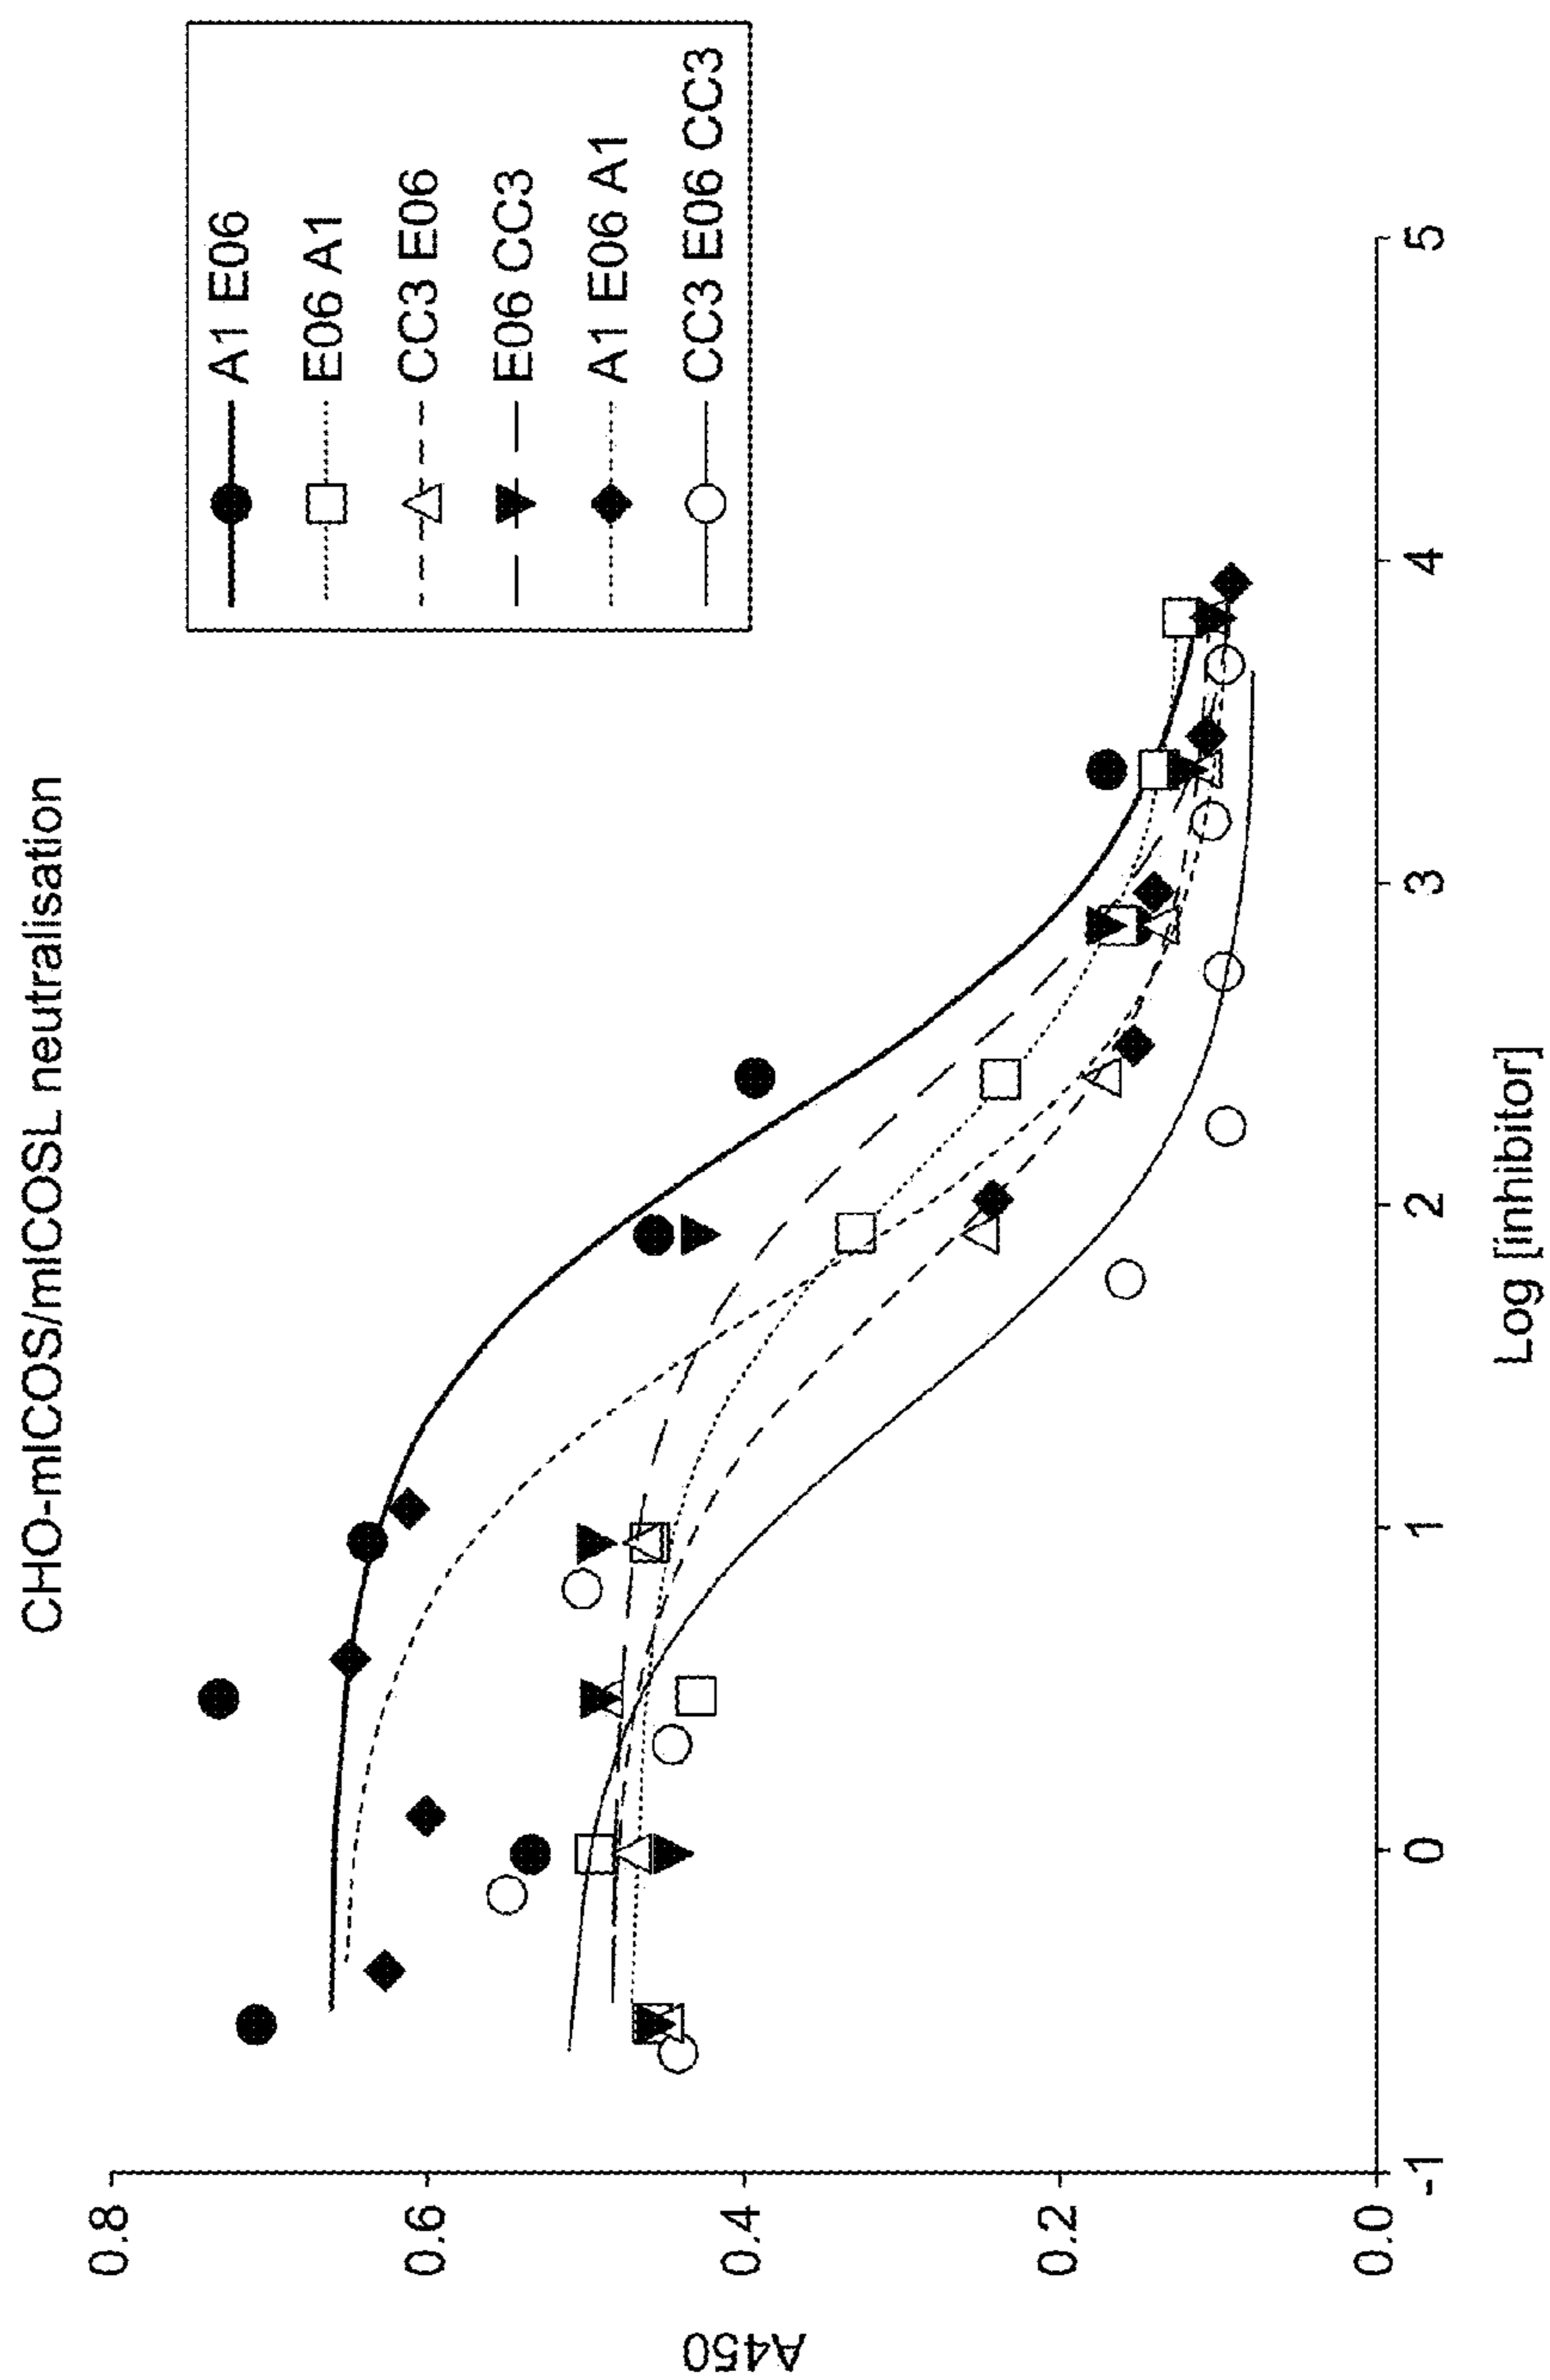 CHO-mICOS/mICOSL neutralisation
A1 E06
E06 A1
CC3 E06
E06 CC3
A1 E06 A1
CC3 E06 CC3
A450
0.8
0.6
0.4
0.2
0.0
-1 0 1 2 3 4 5
Log [inhibitor]